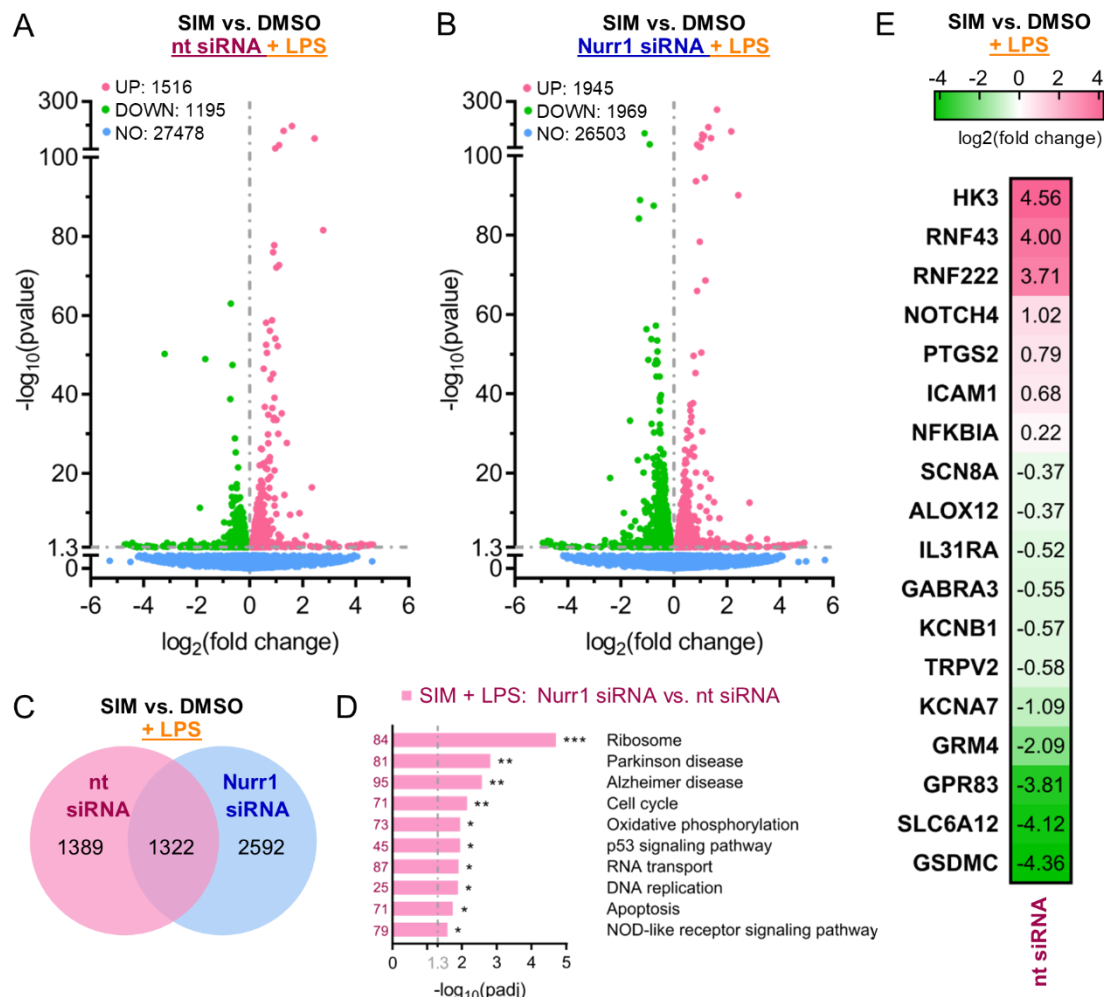 A
SIM vs. DMSO
nt siRNA + LPS
UP: 1516
DOWN: 1195
NO: 27478
300
100
80
60
40
20
1.3
0
-log10(pvalue)
-6 -4 -2 0 2 4 6
log2(fold change)
B
SIM vs. DMSO
Nurr1 siRNA + LPS
UP: 1945
DOWN: 1969
NO: 26503
300
100
80
60
40
20
1.3
0
-log10(pvalue)
-6 -4 -2 0 2 4 6
log2(fold change)
C
SIM vs. DMSO
+ LPS
nt siRNA
Nurr1 siRNA
1389 1322 2592
D
SIM + LPS: Nurr1 siRNA vs. nt siRNA
84 *** Ribosome
81 ** Parkinson disease
95 ** Alzheimer disease
71 ** Cell cycle
73 * Oxidative phosphorylation
45 * p53 signaling pathway
87 * RNA transport
25 * DNA replication
71 * Apoptosis
79 * NOD-like receptor signaling pathway
0 1.3 2 4 5
-log10(padj)
E
SIM vs. DMSO
+ LPS
-4 -2 0 2 4
log2(fold change)
HK3 4.56
RNF43 4.00
RNF222 3.71
NOTCH4 1.02
PTGS2 0.79
ICAM1 0.68
NFKBIA 0.22
SCN8A -0.37
ALOX12 -0.37
IL31RA -0.52
GABRA3 -0.55
KCNB1 -0.57
TRPV2 -0.58
KCNA7 -1.09
GRM4 -2.09
GPR83 -3.81
SLC6A12 -4.12
GSDMC -4.36
nt siRNA